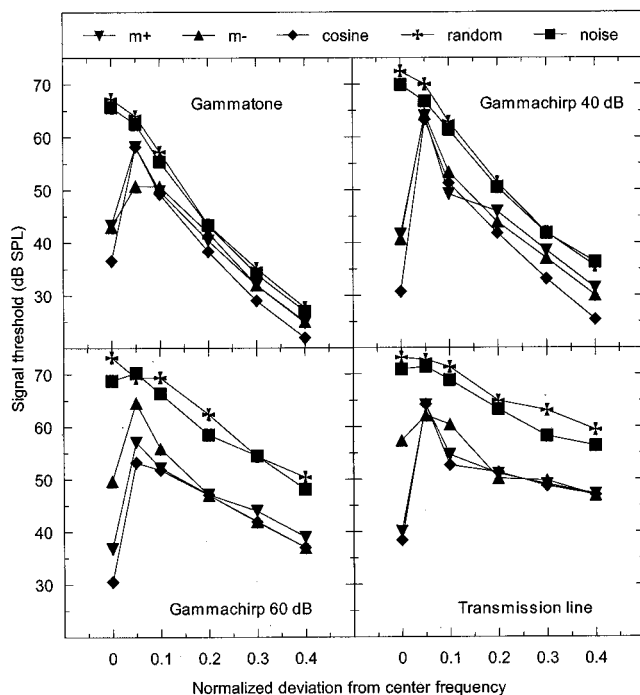 m+ m- cosine random noise
Gammatone
Gammachirp 40 dB
70
60
50
40
30
Signal threshold (dB SPL)
70
60
50
40
30
Gammachirp 60 dB
Transmission line
0 0.1 0.2 0.3 0.4 0 0.1 0.2 0.3 0.4
Normalized deviation from center frequency